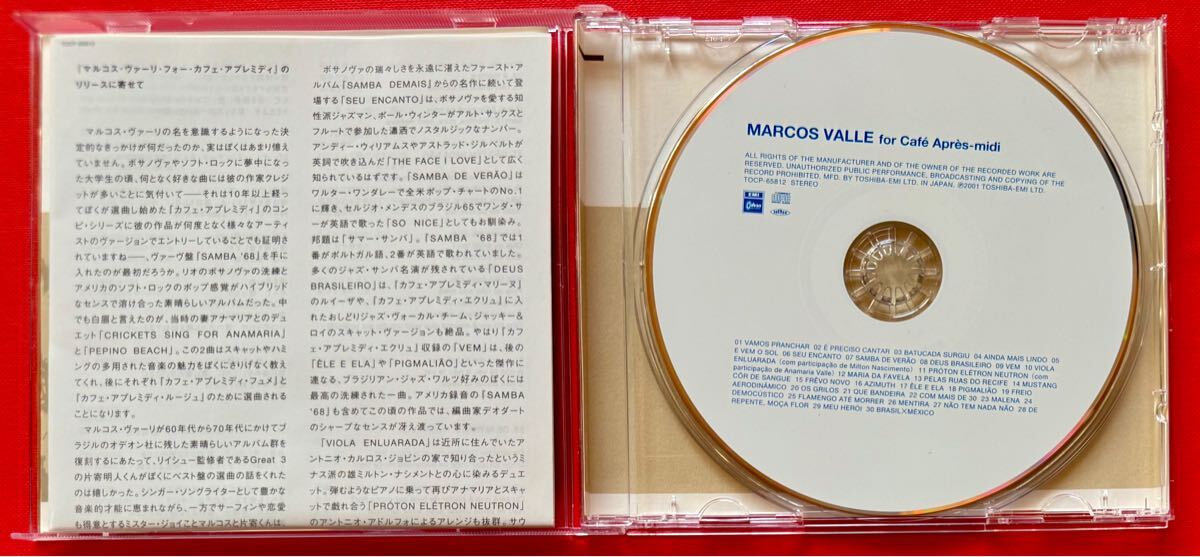 『マルコス・ヴァーリ・フォー・カフェ・アプレミディ』の
リリースに寄せて
マルコス・ヴァーリの名を意識するようになった決
定的なきっかけが何だったのか、実はぼくはあまり憶え
ていません。ボサノヴァやソフト・ロックに夢中になっ
た大学生の頃、何となく好きな曲には彼の作家クレジ
ットが多いことに気付いて――それは10年以上経っ
てぼくが選曲し始めた『カフェ・アプレミディ』のコン
ピ・シリーズに彼の作品が何度となく様々なアーティ
ストのヴァージョンでエントリーしていることでも証明さ
れていますね――、ヴァーヴ盤『SAMBA '68』を手に
入れたのが最初だろうか。リオのボサノヴァの洗練と
アメリカのソフト・ロックのポップ感覚がハイブリッド
なセンスで溶け合った素晴らしいアルバムだった。中
でも白眉と言えたのが、当時の妻アナマリアとのデュ
エット「CRICKETS SING FOR ANAMARIA」
と「PEPINO BEACH」。この2曲はスキャットやハミ
ングの多用された音楽の魅力をぼくにさりげなく教え
てくれ、後にそれぞれ『カフェ・アプレミディ・フュメ』と
『カフェ・アプレミディ・ルージュ』のために選曲され
ることになります。
マルコス・ヴァーリが60年代から70年代にかけてブ
ラジルのオデオン社に残した素晴らしいアルバム群を
復刻するにあたって、リイシュー監修者であるGreat 3
の片寄明人くんがぼくにベスト盤の選曲の話をくれた
のは嬉しかった。シンガー・ソングライターとして豊かな
音楽的才能に恵まれながら、一方でサーフィンや恋愛
も得意とするミスター・ジョイことマルコスと片寄くんは、
ボサノヴァの瑞々しさを永遠に湛えたファースト・ア
ルバム『SAMBA DEMAIS』からの名作に続いて登
場する「SEU ENCANTO」は、ボサノヴァを愛する知
性派ジャズマン、ポール・ウィンターがアルト・サックスと
フルートで参加した瀟洒でノスタルジックなナンバー。
アンディー・ウィリアムスやアストラッド・ジルベルトが
英詞で吹き込んだ「THE FACE I LOVE」として広く
知られているはずです。「SAMBA DE VERÃO」は
ワルター・ワンダレーで全米ポップ・チャートのNo.1
に輝き、セルジオ・メンデスのブラジル65でワンダ・サ
ーが英語で歌った「SO NICE」としてもお馴染み。
邦題は「サマー・サンバ」。『SAMBA '68』では1
番がポルトガル語、2番が英語で歌われていました。
多くのジャズ・サンバ名演が残されている「DEUS
BRASILEIRO」は、『カフェ・アプレミディ・マリーヌ』
のルイーザや、『カフェ・アプレミディ・エクリュ』に入
れたおしどりジャズ・ヴォーカル・チーム、ジャッキー&
ロイのスキャット・ヴァージョンも絶品。やはり『カフ
ェ・アプレミディ・エクリュ』収録の「VEM」は、後の
「ÊLE E ELA」や「PIGMALIÃO」といった傑作に
連なる、ブラジリアン・ジャズ・ワルツ好みのぼくには
最高の洗練された一曲。アメリカ録音の『SAMBA
'68』も含めてこの頃の作品では、編曲家デオダート
のシャープなセンスが冴え渡っています。
「VIOLA ENLUARADA」は近所に住んでいたア
ントニオ・カルロス・ジョビンの家で知り合ったというミ
ナス派の雄ミルトン・ナシメントとの心に染みるデュエ
ット。弾むようなピアノに乗って再びアナマリアとスキャ
ットで戯れ合う「PRÓTON ELÉTRON NEUTRON」
のアントニオ・アドルフォによるアレンジも抜群。サウ
MARCOS VALLE for Café Après-midi
ALL RIGHTS OF THE MANUFACTURER AND OF THE OWNER OF THE RECORDED WORK ARE
RESERVED. UNAUTHORIZED PUBLIC PERFORMANCE, BROADCASTING AND COPYING OF THE
RECORD PROHIBITED, MFD. BY TOSHIBA-EMI LTD. IN JAPAN. ℗2001 TOSHIBA-EMI LTD.
TOCP-65812 STEREO
EMI
Odeon
01 VAMOS PRANCHAR 02 É PRECISO CANTAR 03 BATUCADA SURGIU 04 AINDA MAIS LINDO 05
E VEM O SOL 06 SEU ENCANTO 07 SAMBA DE VERÃO 08 DEUS BRASILEIRO 09 VEM 10 VIOLA
ENLUARADA (com participação de Milton Nascimento) 11 PRÓTON ELÉTRON NEUTRON (com
participação de Anamaria Valle) 12 MARIA DA FAVELA 13 PELAS RUAS DO RECIFE 14 MUSTANG
CÔR DE SANGUE 15 FRÊVO NOVO 16 AZIMUTH 17 ÊLE E ELA 18 PIGMALIÃO 19 FREIO
AERODINÂMICO 20 OS GRILOS 21 QUE BANDEIRA 22 COM MAIS DE 30 23 MALENA 24
DEMOCÚSTICO 25 FLAMENGO ATÉ MORRER 26 MENTIRA 27 NÃO TEM NADA NÃO 28 DE
REPENTE, MOÇA FLOR 29 MEU HERÓI 30 BRASIL×MÉXICO